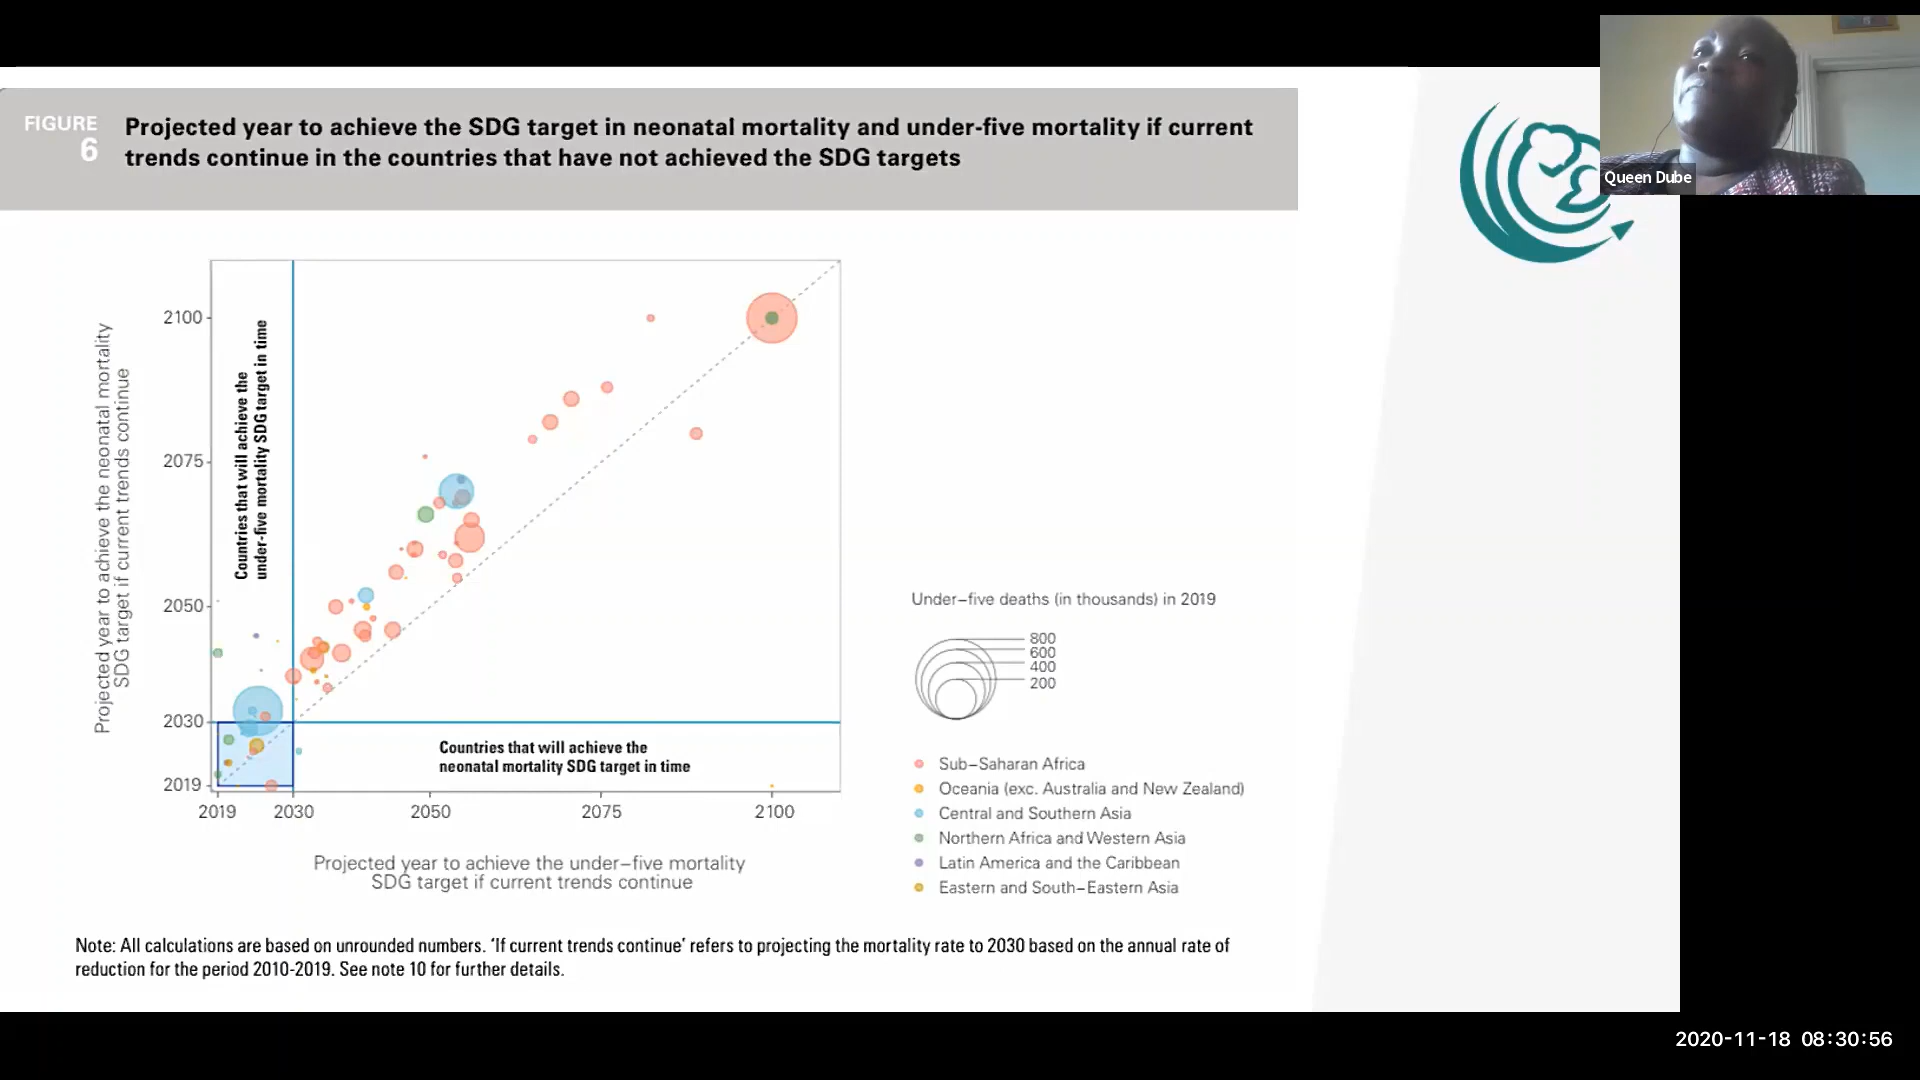 Queen Dube
FIGURE
6
Projected year to achieve the SDG target in neonatal mortality and under-five mortality if current
trends continue in the countries that have not achieved the SDG targets
Projected year to achieve the neonatal mortality
SDG target if current trends continue
2100
2075
2050
2030
2019
Countries that will achieve the
under-five mortality SDG target in time
Countries that will achieve the
neonatal mortality SDG target in time
2019 2030 2050 2075 2100
Projected year to achieve the under-five mortality
SDG target if current trends continue
Under-five deaths (in thousands) in 2019
800
600
400
200
Sub-Saharan Africa
Oceania (exc. Australia and New Zealand)
Central and Southern Asia
Northern Africa and Western Asia
Latin America and the Caribbean
Eastern and South-Eastern Asia
Note: All calculations are based on unrounded numbers. ‘If current trends continue’ refers to projecting the mortality rate to 2030 based on the annual rate of
reduction for the period 2010-2019. See note 10 for further details.
2020-11-18 08:30:56